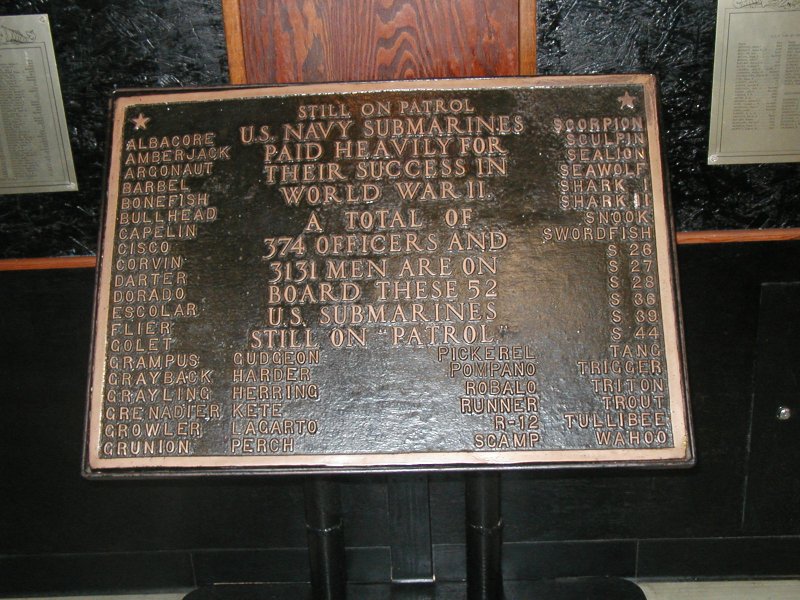 STILL ON PATROL
U.S. NAVY SUBMARINES
PAID HEAVILY FOR
THEIR SUCCESS IN
WORLD WAR II.
A TOTAL OF
374 OFFICERS AND
3131 MEN ARE ON
BOARD THESE 52
U.S. SUBMARINES
STILL ON "PATROL."
ALBACORE
AMBERJACK
ARGONAUT
BARBEL
BONEFISH
BULLHEAD
CAPELIN
CISCO
CORVIN
DARTER
DORADO
ESCOLAR
FLIER
GOLET
GRAMPUS
GRAYBACK
GRAYLING
GRENADIER
GROWLER
GRUNION
GUDGEON
HARDER
HERRING
KETE
LAGARTO
PERCH
PICKEREL
POMPANO
ROBALO
RUNNER
R-12
SCAMP
SCORPION
SCULPIN
SEALION
SEAWOLF
SHARK I
SHARK II
SNOOK
SWORDFISH
S 26
S 27
S 28
S 36
S 39
S 44
TANG
TRIGGER
TRITON
TROUT
TULLIBEE
WAHOO